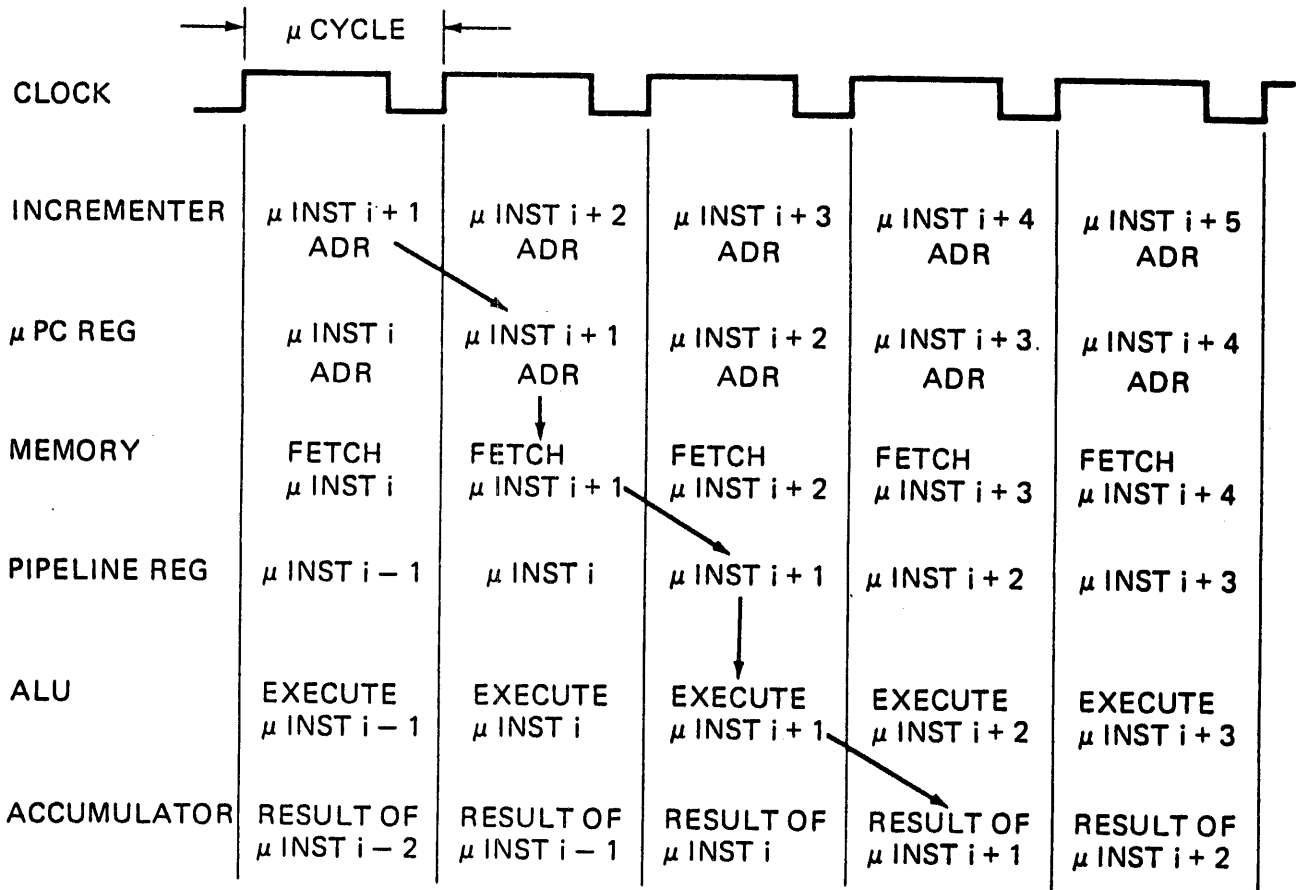 μ CYCLE
CLOCK
INCREMENTER μ INST i + 1 μ INST i + 2 μ INST i + 3 μ INST i + 4 μ INST i + 5
ADR ADR ADR ADR ADR
μ PC REG μ INST i μ INST i + 1 μ INST i + 2 μ INST i + 3. μ INST i + 4
ADR ADR ADR ADR ADR
MEMORY FETCH FETCH FETCH FETCH FETCH
μ INST i μ INST i + 1 μ INST i + 2 μ INST i + 3 μ INST i + 4
PIPELINE REG μ INST i − 1 μ INST i μ INST i + 1 μ INST i + 2 μ INST i + 3
ALU EXECUTE EXECUTE EXECUTE EXECUTE EXECUTE
μ INST i − 1 μ INST i μ INST i + 1 μ INST i + 2 μ INST i + 3
ACCUMULATOR RESULT OF RESULT OF RESULT OF RESULT OF RESULT OF
μ INST i − 2 μ INST i − 1 μ INST i μ INST i + 1 μ INST i + 2